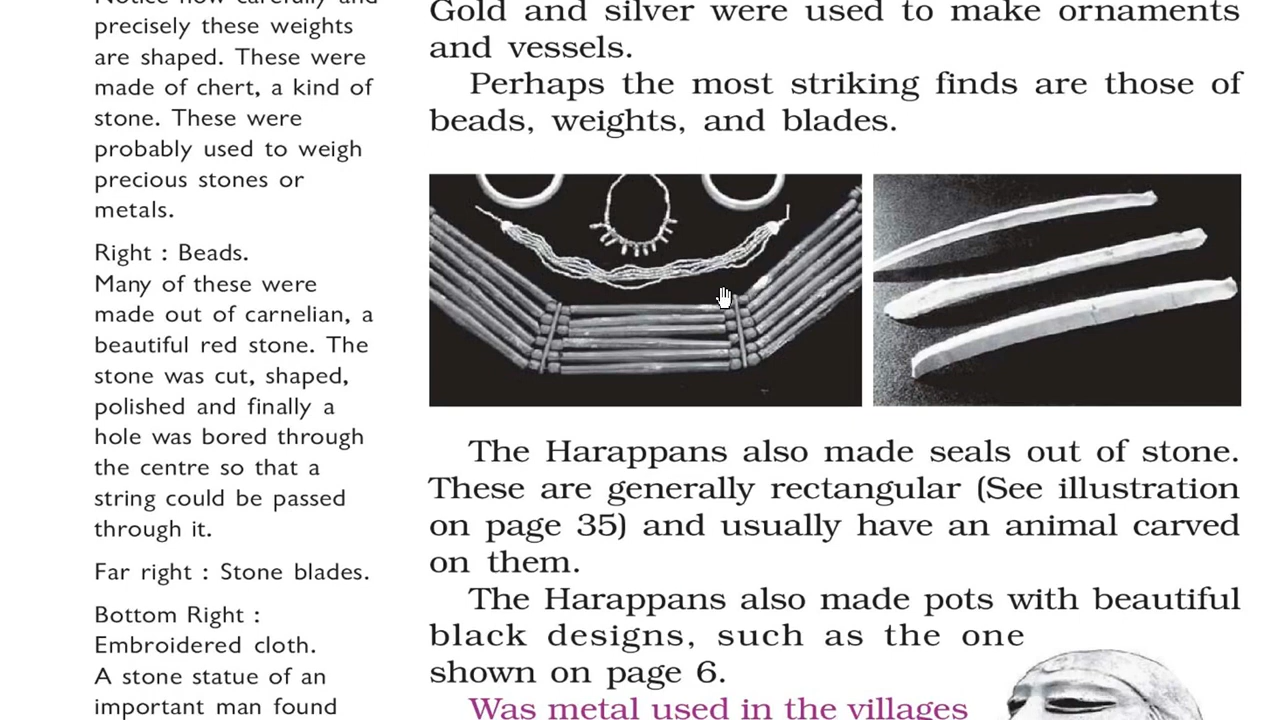 Notice how carefully and
precisely these weights
are shaped. These were
made of chert, a kind of
stone. These were
probably used to weigh
precious stones or
metals.
Right : Beads.
Many of these were
made out of carnelian, a
beautiful red stone. The
stone was cut, shaped,
polished and finally a
hole was bored through
the centre so that a
string could be passed
through it.
Far right : Stone blades.
Bottom Right :
Embroidered cloth.
A stone statue of an
important man found
Gold and silver were used to make ornaments
and vessels.
Perhaps the most striking finds are those of
beads, weights, and blades.
The Harappans also made seals out of stone.
These are generally rectangular (See illustration
on page 35) and usually have an animal carved
on them.
The Harappans also made pots with beautiful
black designs, such as the one
shown on page 6.
Was metal used in the villages